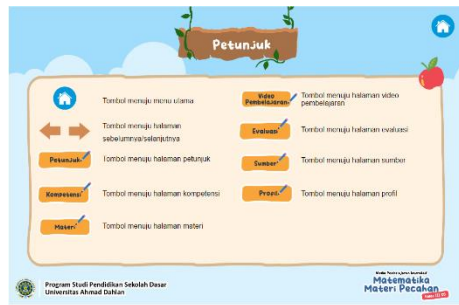 Petunjuk
Tombol menuju menu utama
Tombol menuju halaman
sebelumnya/selanjutnya
Petunjuk
Tombol menuju halaman petunjuk
Kompetensi
Tombol menuju halaman kompetensi
Materi
Tombol menuju halaman materi
Video
Pembelajaran
Tombol menuju halaman video
pembelajaran
Evaluasi
Tombol menuju halaman evaluasi
Sumber
Tombol menuju halaman sumber
Profil
Tombol menuju halaman profil
Program Studi Pendidikan Sekolah Dasar
Universitas Ahmad Dahlan
Matematika
Materi Pecahan